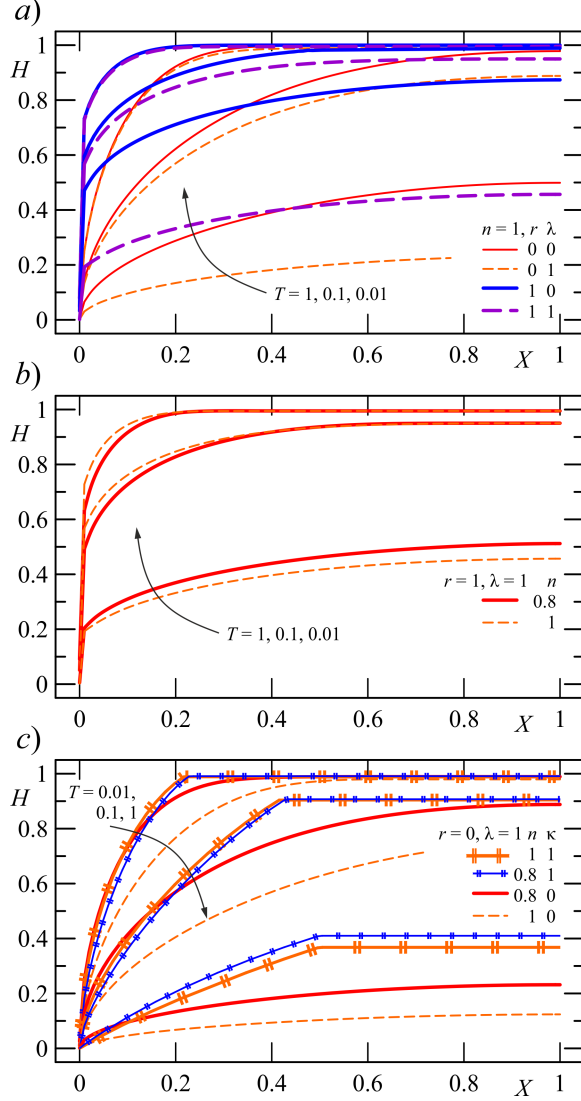 a)
1
H
0.8
0.6
0.4
0.2
0
n = 1, r λ
0 0
0 1
1 0
1 1
T = 1, 0.1, 0.01
0 0.2 0.4 0.6 0.8 X 1
b)
1
H
0.8
0.6
0.4
0.2
0
r = 1, λ = 1 n
0.8
1
T = 1, 0.1, 0.01
0 0.2 0.4 0.6 0.8 X 1
c)
1
H
0.8
0.6
0.4
0.2
0
T = 0.01,
0.1, 1
r = 0, λ = 1 n κ
1 1
0.8 1
0.8 0
1 0
0 0.2 0.4 0.6 0.8 X 1